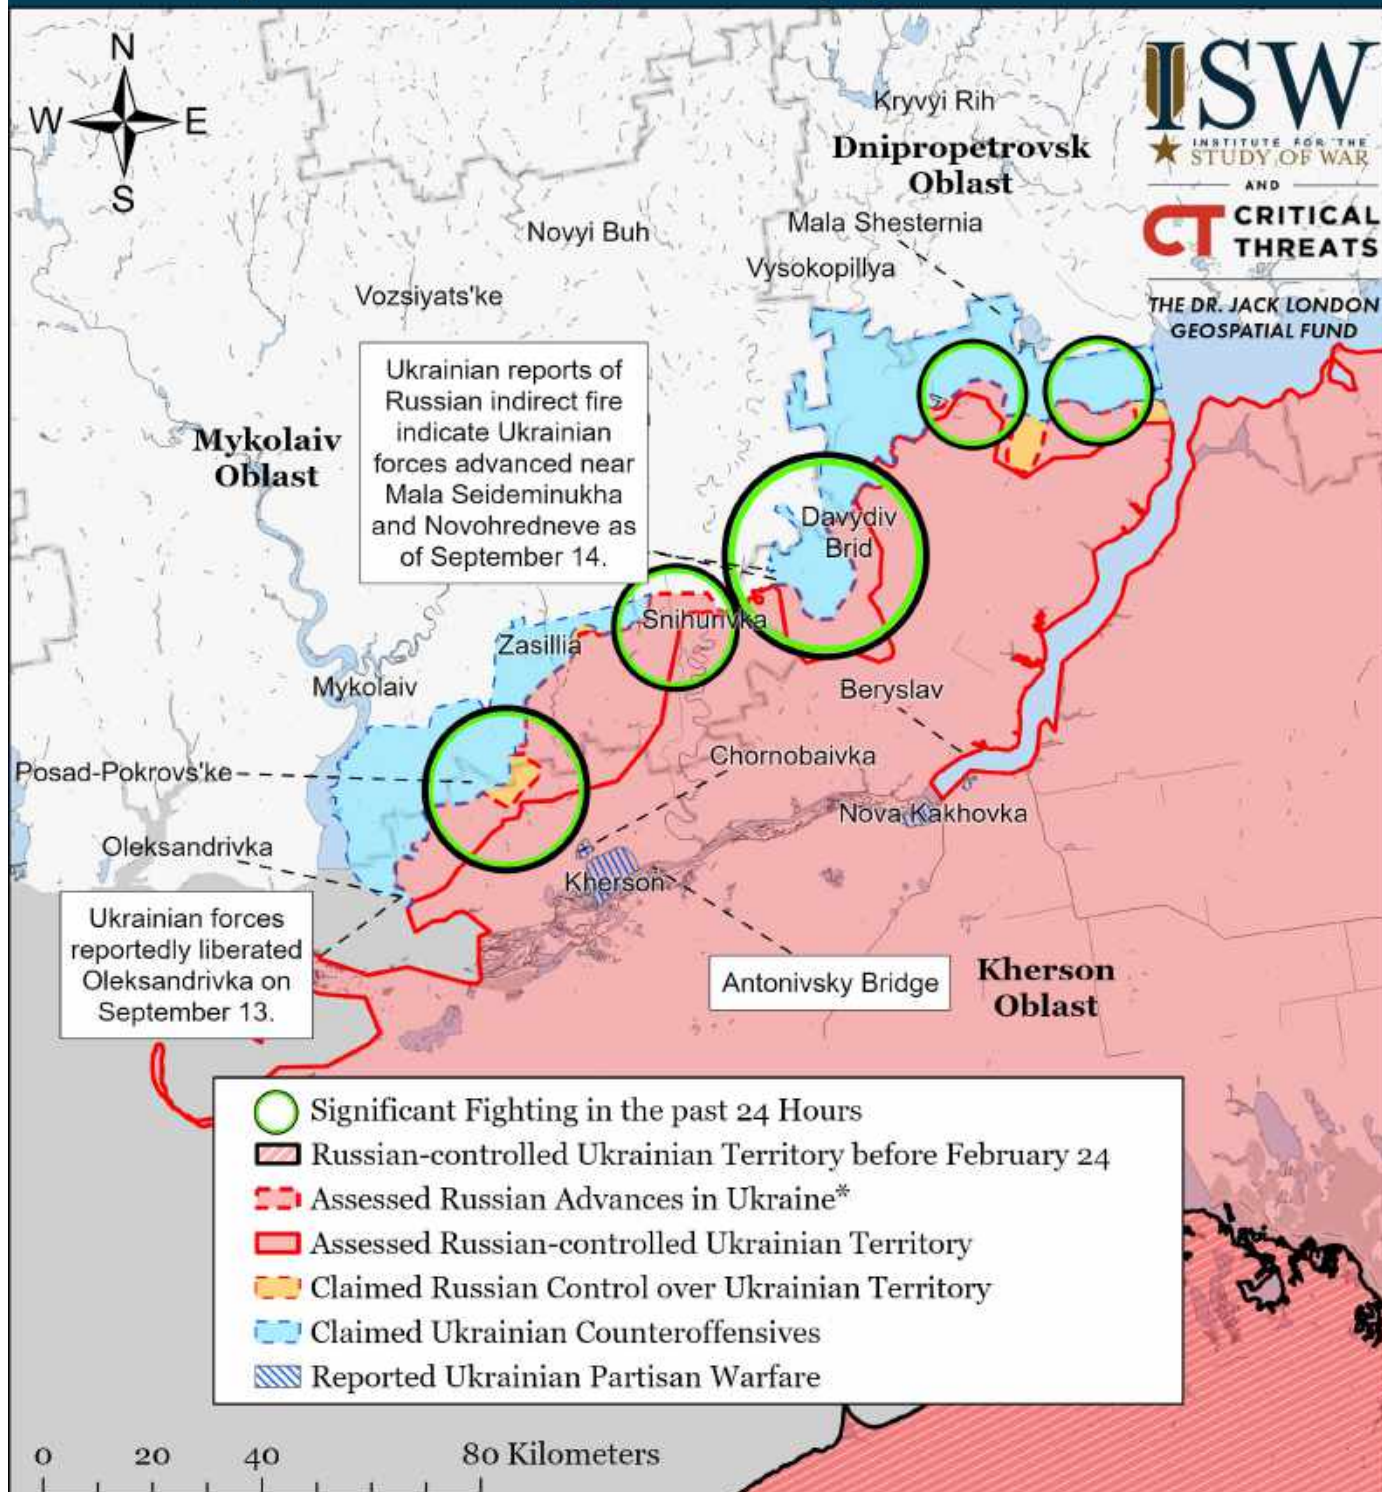 N
W E
S
ISW
INSTITUTE FOR THE
STUDY OF WAR
AND
CT CRITICAL
THREATS
THE DR. JACK LONDON
GEOSPATIAL FUND
Kryvyi Rih
Dnipropetrovsk
Oblast
Mala Shesternia
Novyi Buh
Vysokopillya
Vozsiyats'ke
Ukrainian reports of
Russian indirect fire
indicate Ukrainian
forces advanced near
Mala Seideminukha
and Novohredneve as
of September 14.
Mykolaiv
Oblast
Davydiv
Brid
Snihurivka
Zasillia
Mykolaiv
Beryslav
Chornobaivka
Posad-Pokrovs'ke
Nova Kakhovka
Oleksandrivka
Kherson
Ukrainian forces
reportedly liberated
Oleksandrivka on
September 13.
Antonivsky Bridge
Kherson
Oblast
Significant Fighting in the past 24 Hours
Russian-controlled Ukrainian Territory before February 24
Assessed Russian Advances in Ukraine*
Assessed Russian-controlled Ukrainian Territory
Claimed Russian Control over Ukrainian Territory
Claimed Ukrainian Counteroffensives
Reported Ukrainian Partisan Warfare
0 20 40 80 Kilometers